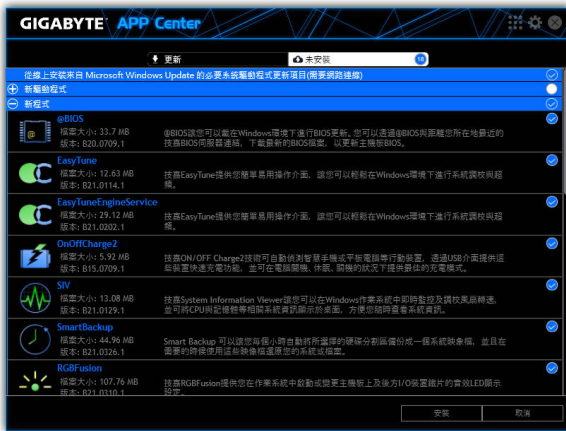 GIGABYTE APP Center
更新
未安裝
18
從線上安裝來自 Microsoft Windows Update 的必要系統驅動程式更新項目(需要網路連線)
新驅動程式
新程式
@BIOS
檔案大小: 33.7 MB
版本: B20.0709.1
@BIOS讓您可以載在Windows環境下進行BIOS更新. 您可以透過@BIOS與距離您所在地最近的
技嘉BIOS伺服器連結, 下載最新的BIOS檔案, 以更新主機板BIOS。
EasyTune
檔案大小: 12.63 MB
版本: B21.0114.1
技嘉EasyTune提供您簡單易用操作介面, 讓您可以輕鬆在Windows環境下進行系統調校與超
頻。
EasyTuneEngineService
檔案大小: 29.12 MB
版本: B21.0202.1
技嘉EasyTune提供您簡單易用操作介面, 讓您可以輕鬆在Windows環境下進行系統調校與超
頻。
OnOffCharge2
檔案大小: 5.92 MB
版本: B15.0709.1
技嘉ON/OFF Charge2技術可自動偵測智慧手機或平板電腦等行動裝置, 透過USB介面提供這
些裝置快速充電功能, 並可在電腦開機、休眠、關機的狀況下提供最佳的充電模式。
SIV
檔案大小: 13.08 MB
版本: B21.0129.1
技嘉System Information Viewer讓您可以在Windows作業系統中即時監控及調校風扇轉速,
並可將CPU與記憶體等相關系統資訊顯示於桌面, 方便您隨時查看系統資訊。
SmartBackup
檔案大小: 44.96 MB
版本: B21.0326.1
Smart Backup 可以讓您每個小時自動將所選擇的硬碟分割區備份成一個系統映象檔, 並且在
需要的時候使用這些映像檔還原您的系統或檔案。
RGBFusion
檔案大小: 107.76 MB
版本: B21.0310.1
技嘉RGBFusion提供您在作業系統中啟動或變更主機板上及後方I/O裝置鐵片的音效LED顯示
設定。
安裝
取消